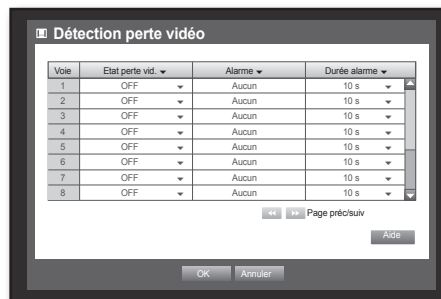 Détection perte vidéo
Voie Etat perte vid. Alarme Durée alarme
1 OFF Aucun 10 s
2 OFF Aucun 10 s
3 OFF Aucun 10 s
4 OFF Aucun 10 s
5 OFF Aucun 10 s
6 OFF Aucun 10 s
7 OFF Aucun 10 s
8 OFF Aucun 10 s
Page préc/suiv
Aide
OK Annuler